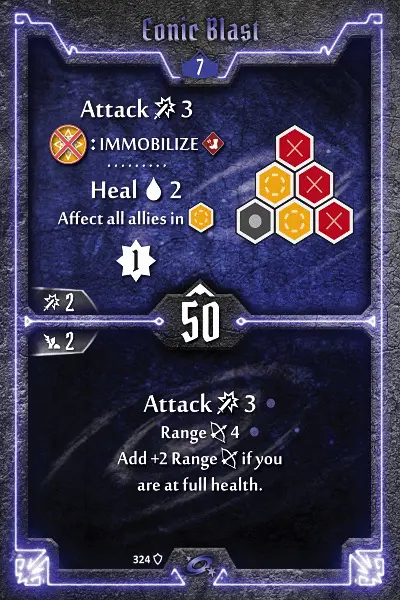 Conic Blast
7
Attack 3
: IMMOBILIZE
Heal 2
Affect all allies in
1
2
50
2
Attack 3
Range 4
Add +2 Range if you
are at full health.
324